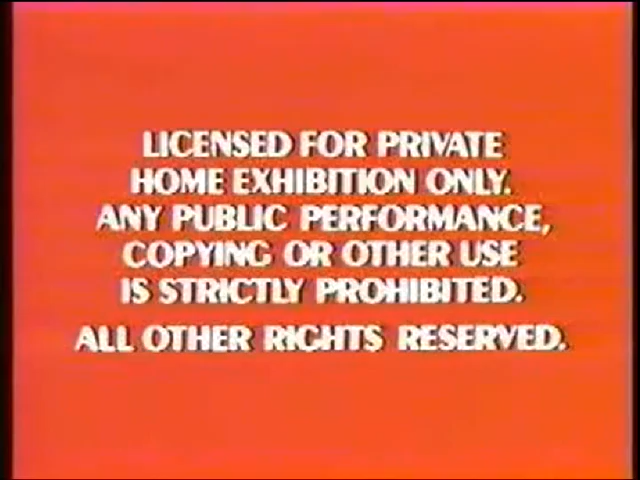 LICENSED FOR PRIVATE
HOME EXHIBITION ONLY.
ANY PUBLIC PERFORMANCE,
COPYING OR OTHER USE
IS STRICTLY PROHIBITED.
ALL OTHER RIGHTS RESERVED.